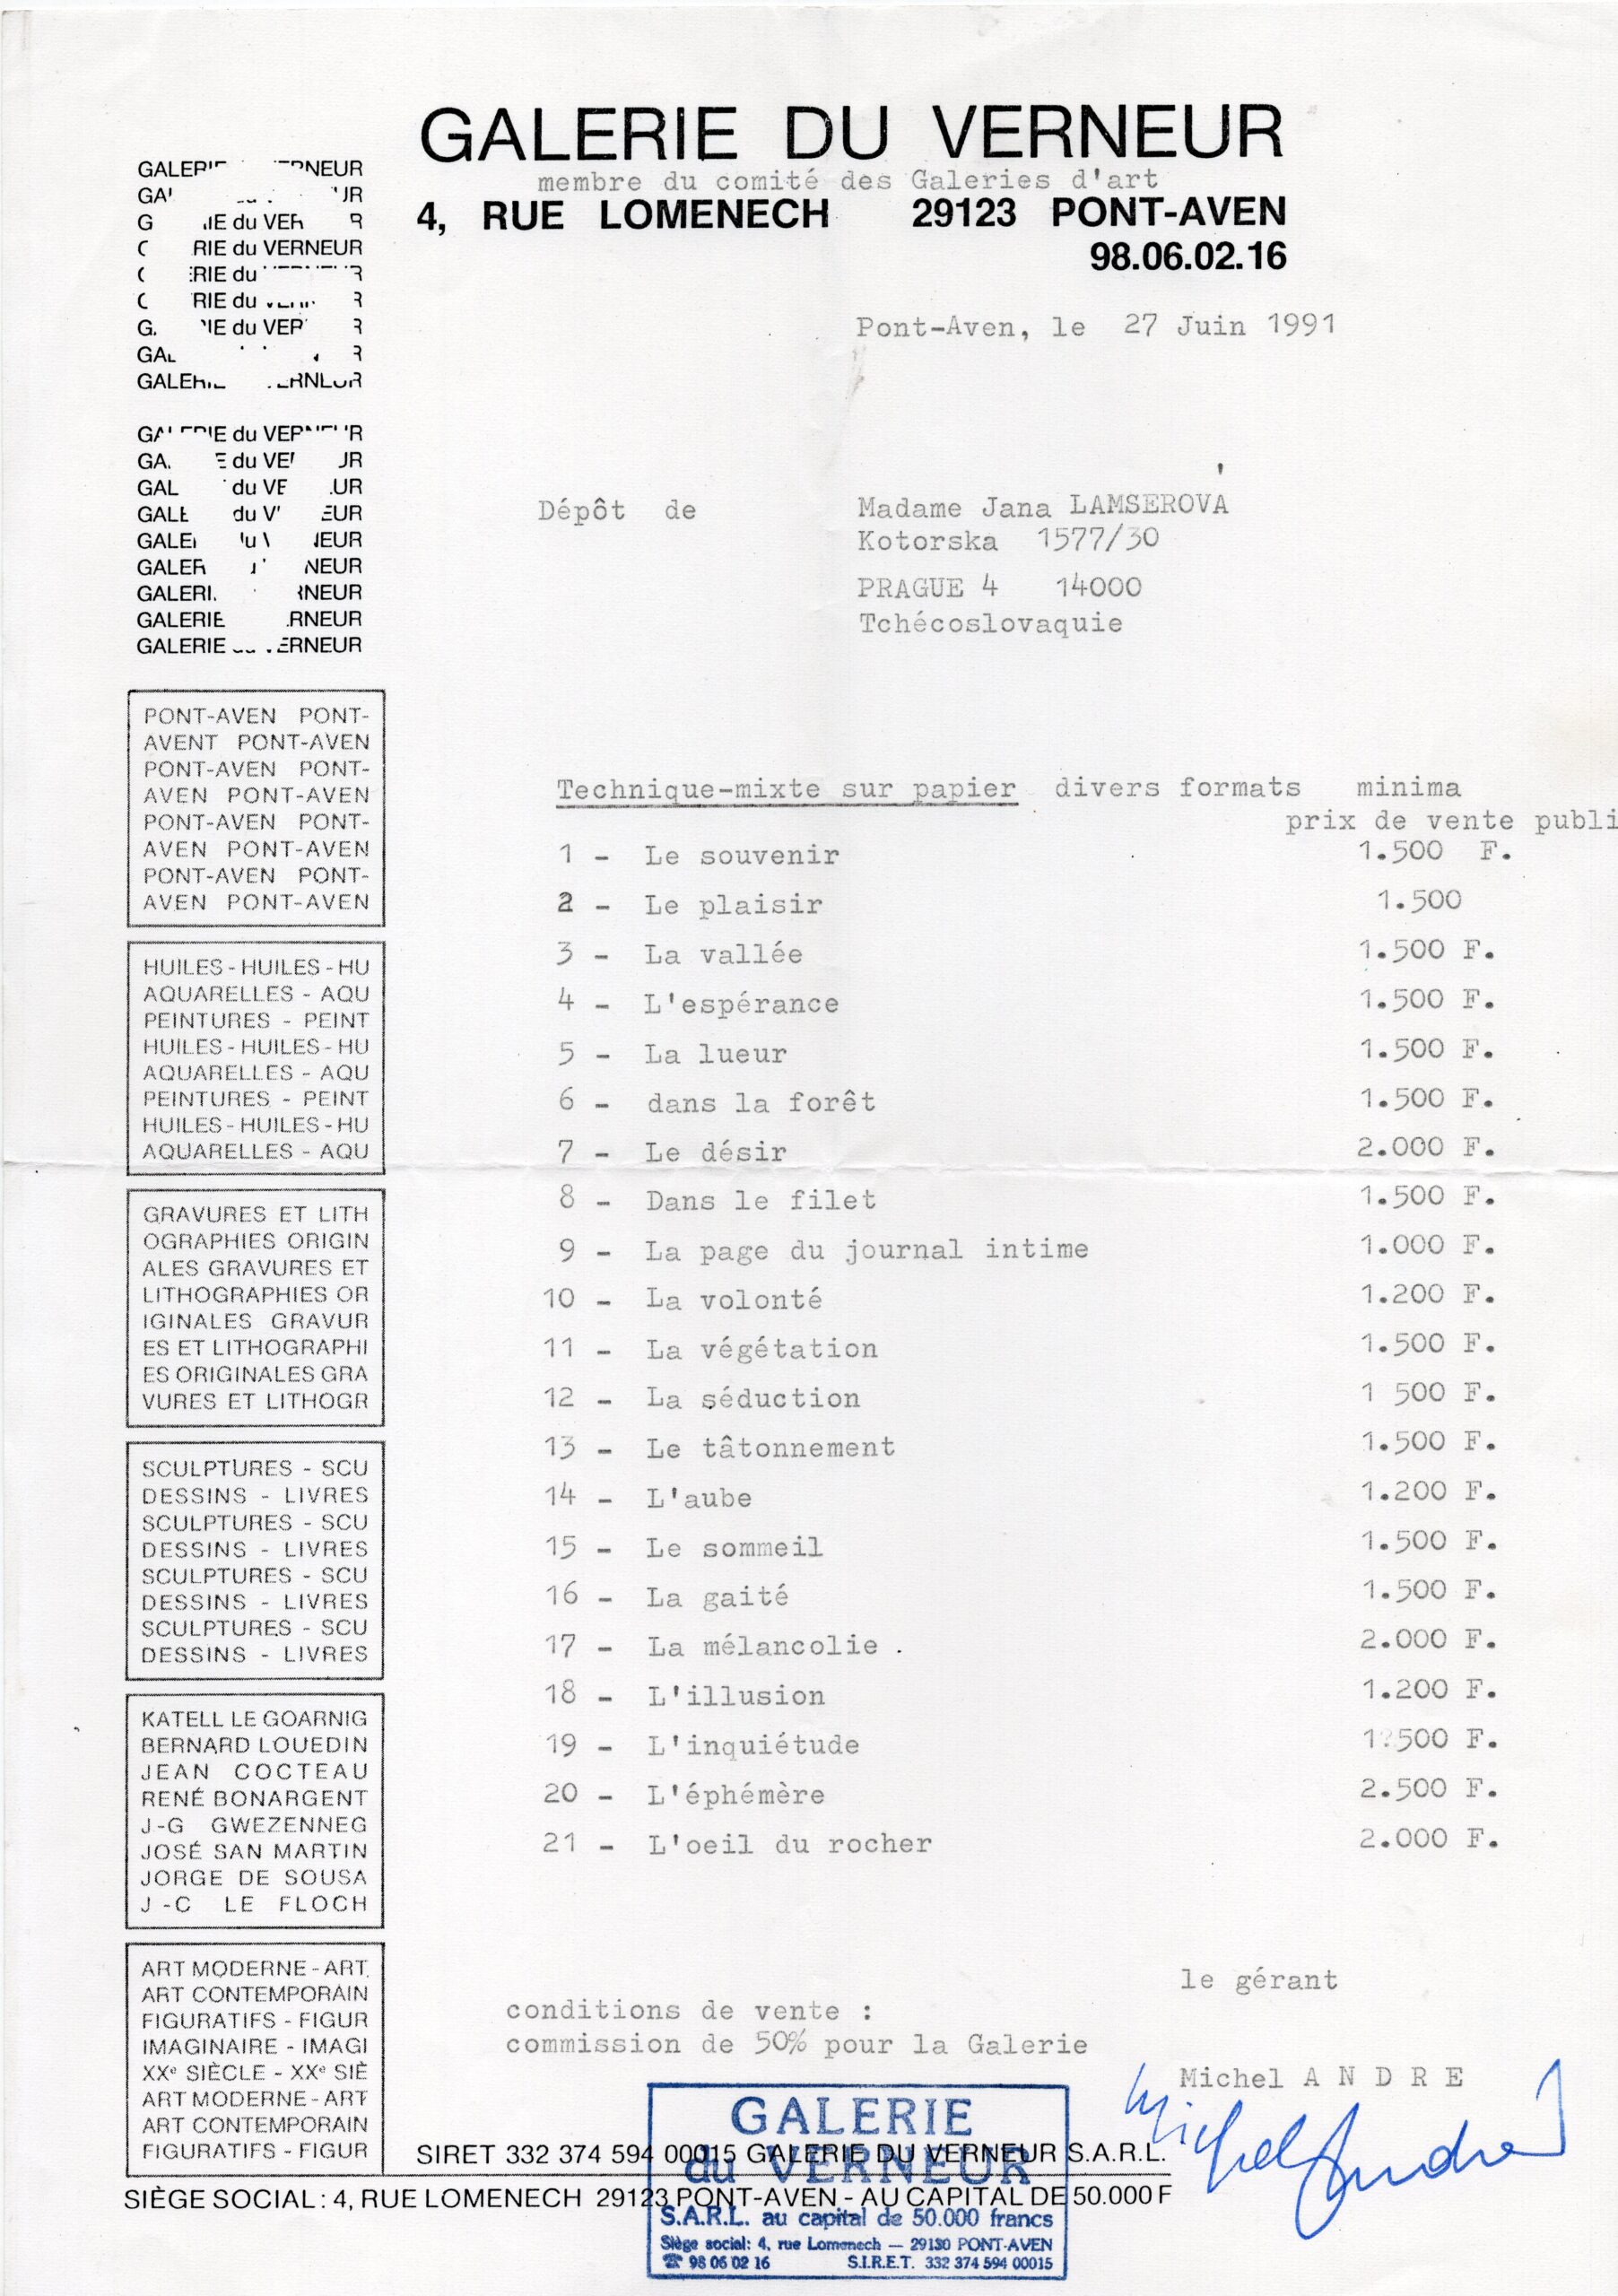 GALERIE DU VERNEUR
membre du comité des Galeries d'art
4, RUE LOMENECH 29123 PONT-AVEN
98.06.02.16
Pont-Aven, le 27 Juin 1991
Dépôt de Madame Jana LAMSEROVA
Kotorska 1577/30
PRAGUE 4 14000
Tchécoslovaquie
PONT-AVEN PONT-
AVENT PONT-AVEN
PONT-AVEN PONT-
AVEN PONT-AVEN
PONT-AVEN PONT-
AVEN PONT-AVEN
PONT-AVEN PONT-
AVEN PONT-AVEN
HUILES - HUILES - HU
AQUARELLES - AQU
PEINTURES - PEINT
HUILES - HUILES - HU
AQUARELLES - AQU
PEINTURES - PEINT
HUILES - HUILES - HU
AQUARELLES - AQU
GRAVURES ET LITH
OGRAPHIES ORIGIN
ALES GRAVURES ET
LITHOGRAPHIES OR
IGINALES GRAVUR
ES ET LITHOGRAPHI
ES ORIGINALES GRA
VURES ET LITHOGR
SCULPTURES - SCU
DESSINS - LIVRES
SCULPTURES - SCU
DESSINS - LIVRES
SCULPTURES - SCU
DESSINS - LIVRES
SCULPTURES - SCU
DESSINS - LIVRES
KATELL LE GOARNIG
BERNARD LOUEDIN
JEAN COCTEAU
RENÉ BONARGENT
J-G GWEZENNEG
JOSÉ SAN MARTIN
JORGE DE SOUSA
J-C LE FLOCH
ART MODERNE - ART
ART CONTEMPORAIN
FIGURATIFS - FIGUR
IMAGINAIRE - IMAGI
XXe SIÈCLE - XXe SIÈ
ART MODERNE - ART
ART CONTEMPORAIN
FIGURATIFS - FIGUR
Technique-mixte sur papier divers formats minima
prix de vente publi
1 - Le souvenir 1.500 F.
2 - Le plaisir 1.500
3 - La vallée 1.500 F.
4 - L'espérance 1.500 F.
5 - La lueur 1.500 F.
6 - dans la forêt 1.500 F.
7 - Le désir 2.000 F.
8 - Dans le filet 1.500 F.
9 - La page du journal intime 1.000 F.
10 - La volonté 1.200 F.
11 - La végétation 1.500 F.
12 - La séduction 1 500 F.
13 - Le tâtonnement 1.500 F.
14 - L'aube 1.200 F.
15 - Le sommeil 1.500 F.
16 - La gaité 1.500 F.
17 - La mélancolie . 2.000 F.
18 - L'illusion 1.200 F.
19 - L'inquiétude 1?500 F.
20 - L'éphémère 2.500 F.
21 - L'oeil du rocher 2.000 F.
le gérant
conditions de vente :
commission de 50% pour la Galerie
Michel A N D R E
Michel André
SIRET 332 374 594 00015 GALERIE DU VERNEUR S.A.R.L.
SIÈGE SOCIAL : 4, RUE LOMENECH 29123 PONT-AVEN - AU CAPITAL DE 50.000 F
GALERIE
du VERNEUR
S.A.R.L. au capital de 50.000 francs
Siège social: 4, rue Lomenech — 29130 PONT-AVEN
☎ 98 06 02 16 S.I.R.E.T. 332 374 594 00015